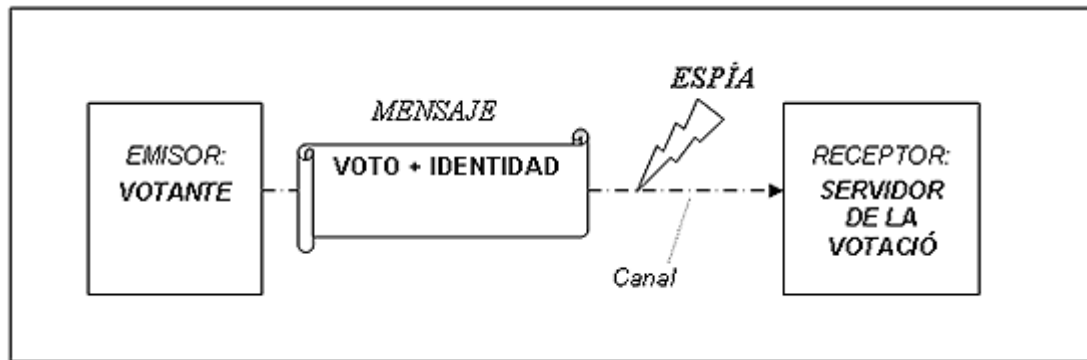 EMISOR:
VOTANTE
MENSAJE
VOTO + IDENTIDAD
ESPÍA
Canal
RECEPTOR:
SERVIDOR
DE LA
VOTACIÓ